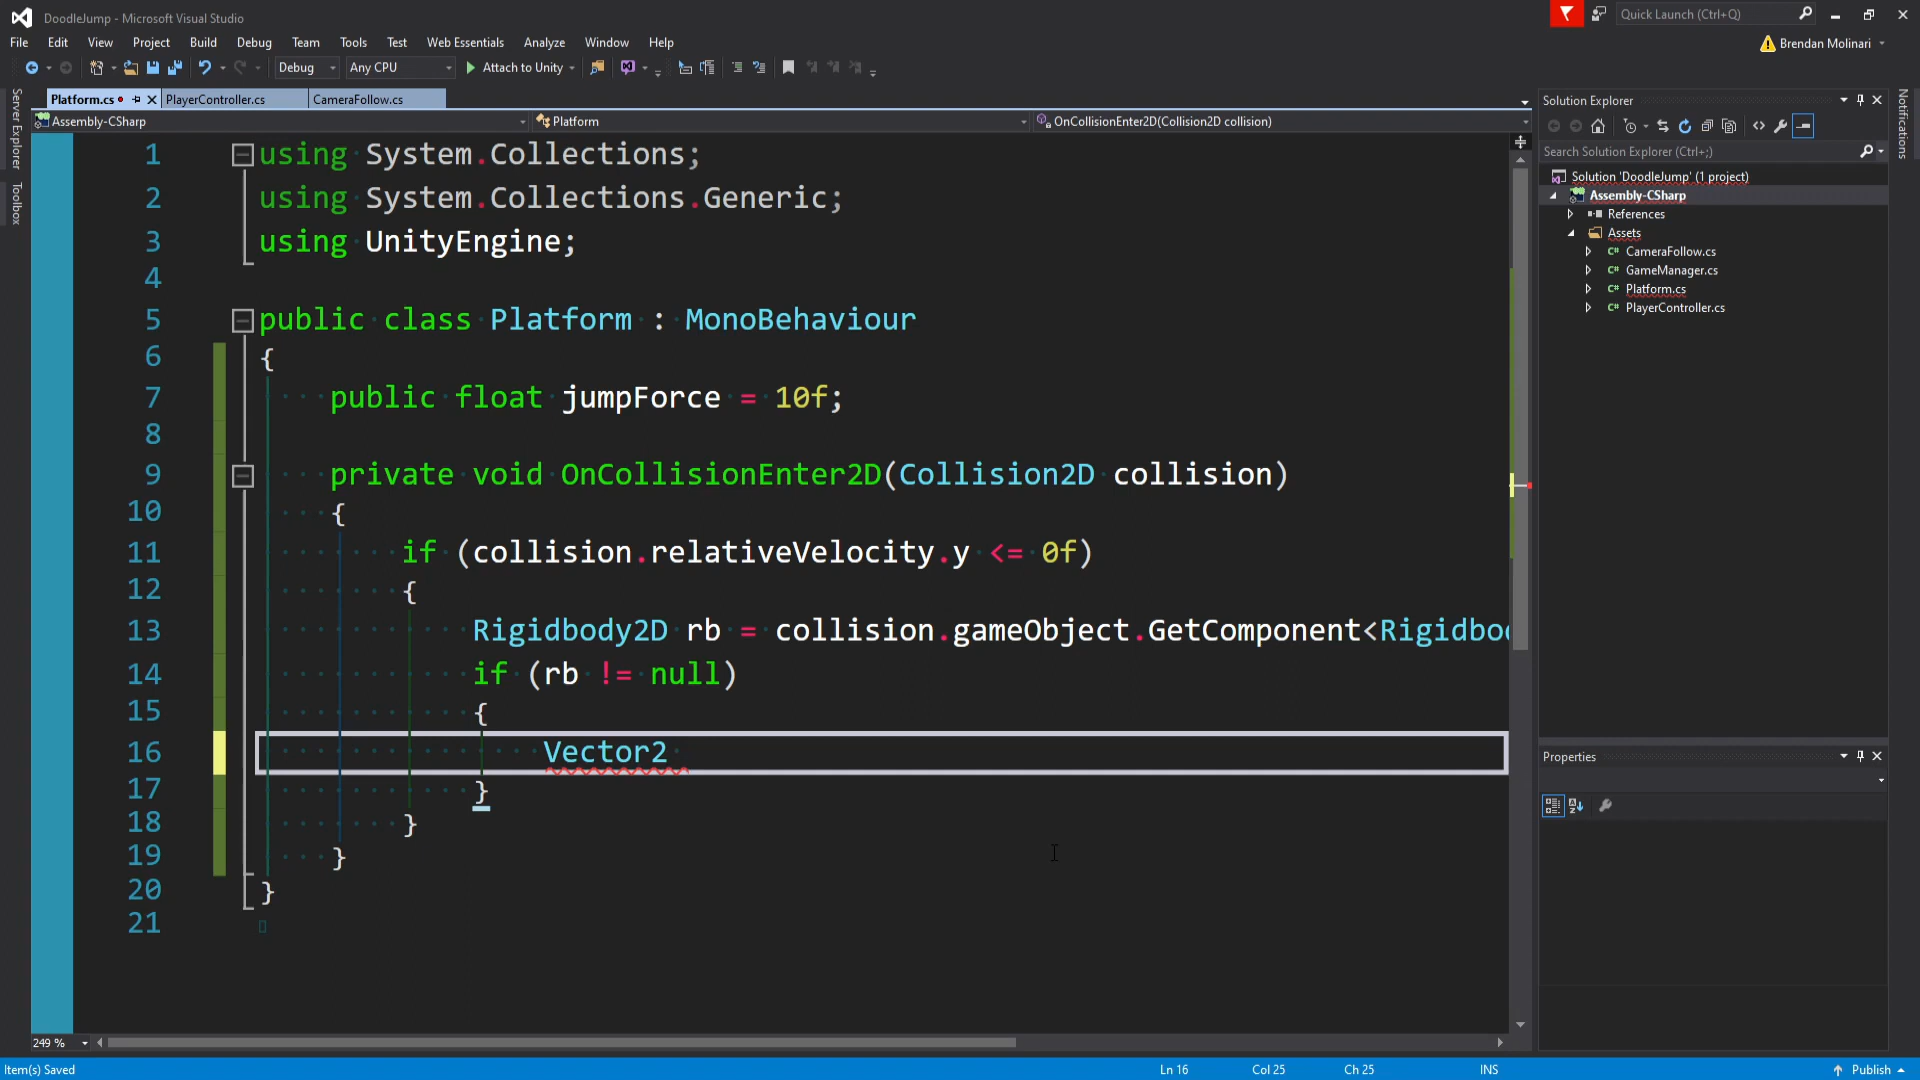 DoodleJump - Microsoft Visual Studio
Quick Launch (Ctrl+Q)
File Edit View Project Build Debug Team Tools Test Web Essentials Analyze Window Help
Brendan Molinari
Debug Any CPU Attach to Unity
Server Explorer
Toolbox
Platform.cs PlayerController.cs CameraFollow.cs
Assembly-CSharp Platform OnCollisionEnter2D(Collision2D collision)
1 using System.Collections;
2 using System.Collections.Generic;
3 using UnityEngine;
4
5 public class Platform : MonoBehaviour
6 {
7 public float jumpForce = 10f;
8
9 private void OnCollisionEnter2D(Collision2D collision)
10 {
11 if (collision.relativeVelocity.y <= 0f)
12 {
13 Rigidbody2D rb = collision.gameObject.GetComponent<Rigidbo
14 if (rb != null)
15 {
16 Vector2
17 }
18 }
19 }
20 }
21
249 %
Solution Explorer
Search Solution Explorer (Ctrl+;)
Solution 'DoodleJump' (1 project)
Assembly-CSharp
References
Assets
C# CameraFollow.cs
C# GameManager.cs
C# Platform.cs
C# PlayerController.cs
Properties
Notifications
Item(s) Saved Ln 16 Col 25 Ch 25 INS Publish